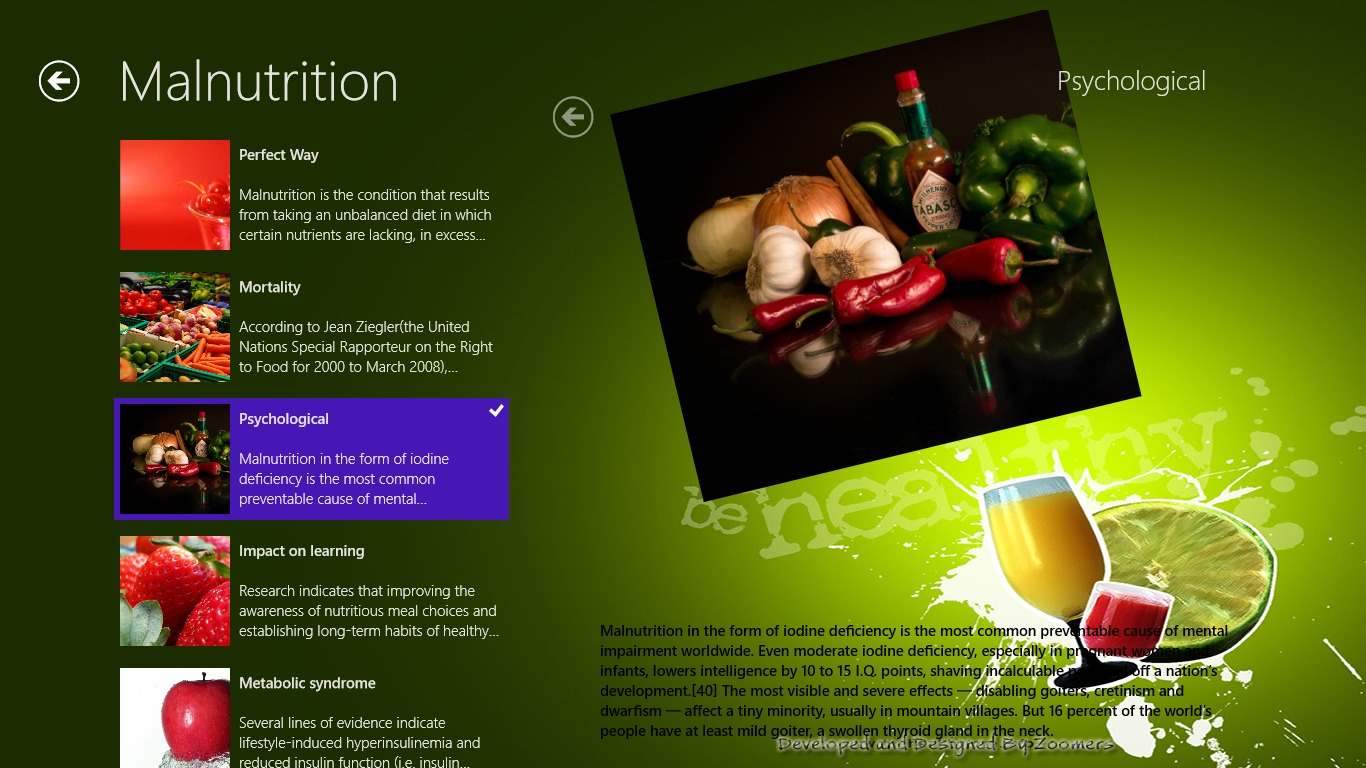 Malnutrition
Perfect Way
Malnutrition is the condition that results
from taking an unbalanced diet in which
certain nutrients are lacking, in excess...
Mortality
According to Jean Ziegler(the United
Nations Special Rapporteur on the Right
to Food for 2000 to March 2008),...
Psychological
Malnutrition in the form of iodine
deficiency is the most common
preventable cause of mental...
Impact on learning
Research indicates that improving the
awareness of nutritious meal choices and
establishing long-term habits of healthy...
Metabolic syndrome
Several lines of evidence indicate
lifestyle-induced hyperinsulinemia and
reduced insulin function (i.e. insulin...
Psychological
TABASCO
be healthy
Malnutrition in the form of iodine deficiency is the most common preventable cause of mental
impairment worldwide. Even moderate iodine deficiency, especially in pregnant women and
infants, lowers intelligence by 10 to 15 I.Q. points, shaving incalculable off a nation's
development.[40] The most visible and severe effects — disabling goiters, cretinism and
dwarfism — affect a tiny minority, usually in mountain villages. But 16 percent of the world's
people have at least mild goiter, a swollen thyroid gland in the neck.
Developed and Designed By Zoomers